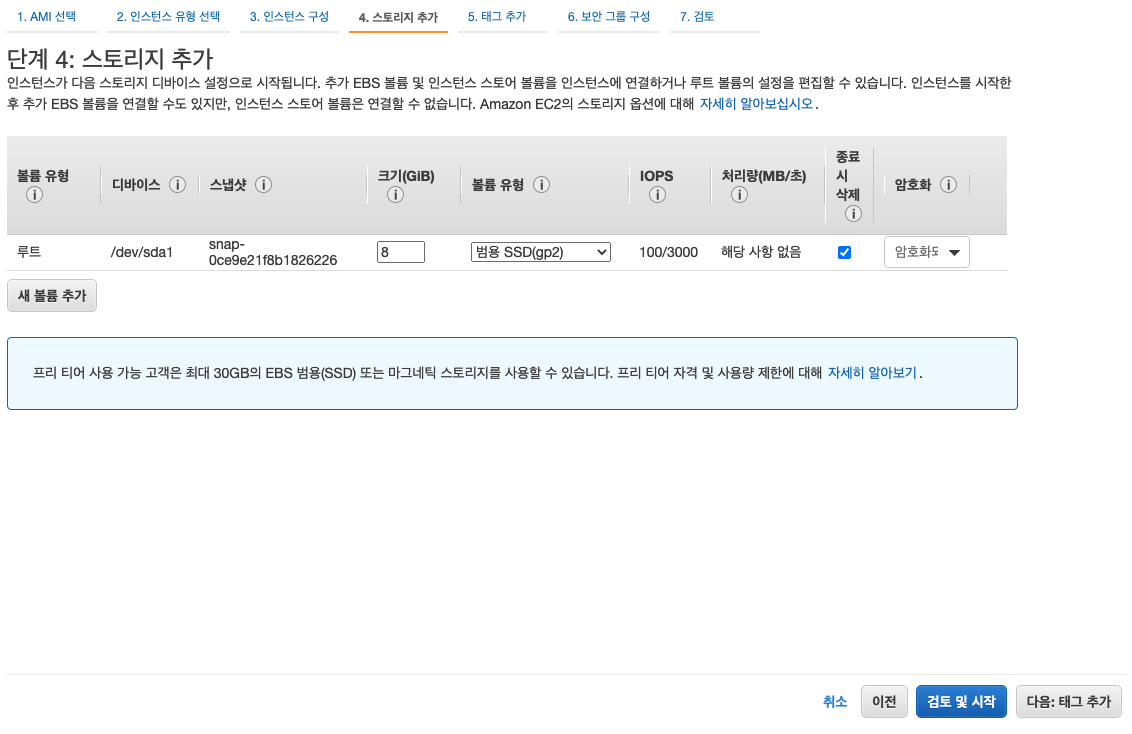 1. AMI 선택
2. 인스턴스 유형 선택
3. 인스턴스 구성
4. 스토리지 추가
5. 태그 추가
6. 보안 그룹 구성
7. 검토
단계 4: 스토리지 추가
인스턴스가 다음 스토리지 디바이스 설정으로 시작됩니다. 추가 EBS 볼륨 및 인스턴스 스토어 볼륨을 인스턴스에 연결하거나 루트 볼륨의 설정을 편집할 수 있습니다. 인스턴스를 시작한
후 추가 EBS 볼륨을 연결할 수도 있지만, 인스턴스 스토어 볼륨은 연결할 수 없습니다. Amazon EC2의 스토리지 옵션에 대해 자세히 알아보십시오.
볼륨 유형
디바이스
스냅샷
크기(GiB)
볼륨 유형
IOPS
처리량(MB/초)
종료
시
삭제
암호화
루트
/dev/sda1
snap-
0ce9e21f8b1826226
8
범용 SSD(gp2)
100/3000
해당 사항 없음
암호화
새 볼륨 추가
프리 티어 사용 가능 고객은 최대 30GB의 EBS 범용(SSD) 또는 마그네틱 스토리지를 사용할 수 있습니다. 프리 티어 자격 및 사용량 제한에 대해 자세히 알아보기.
취소
이전
검토 및 시작
다음: 태그 추가